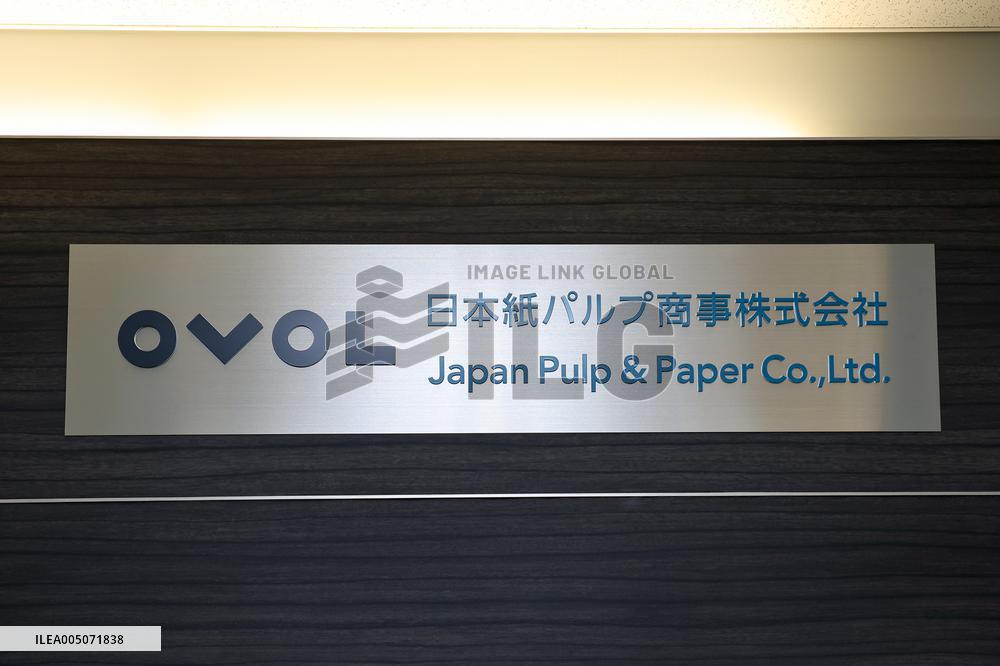 IMAGE LINK GLOBAL
OVOL
日本紙パルプ商事株式会社
ILG
Japan Pulp & Paper Co.,Ltd.
ILEA005071838